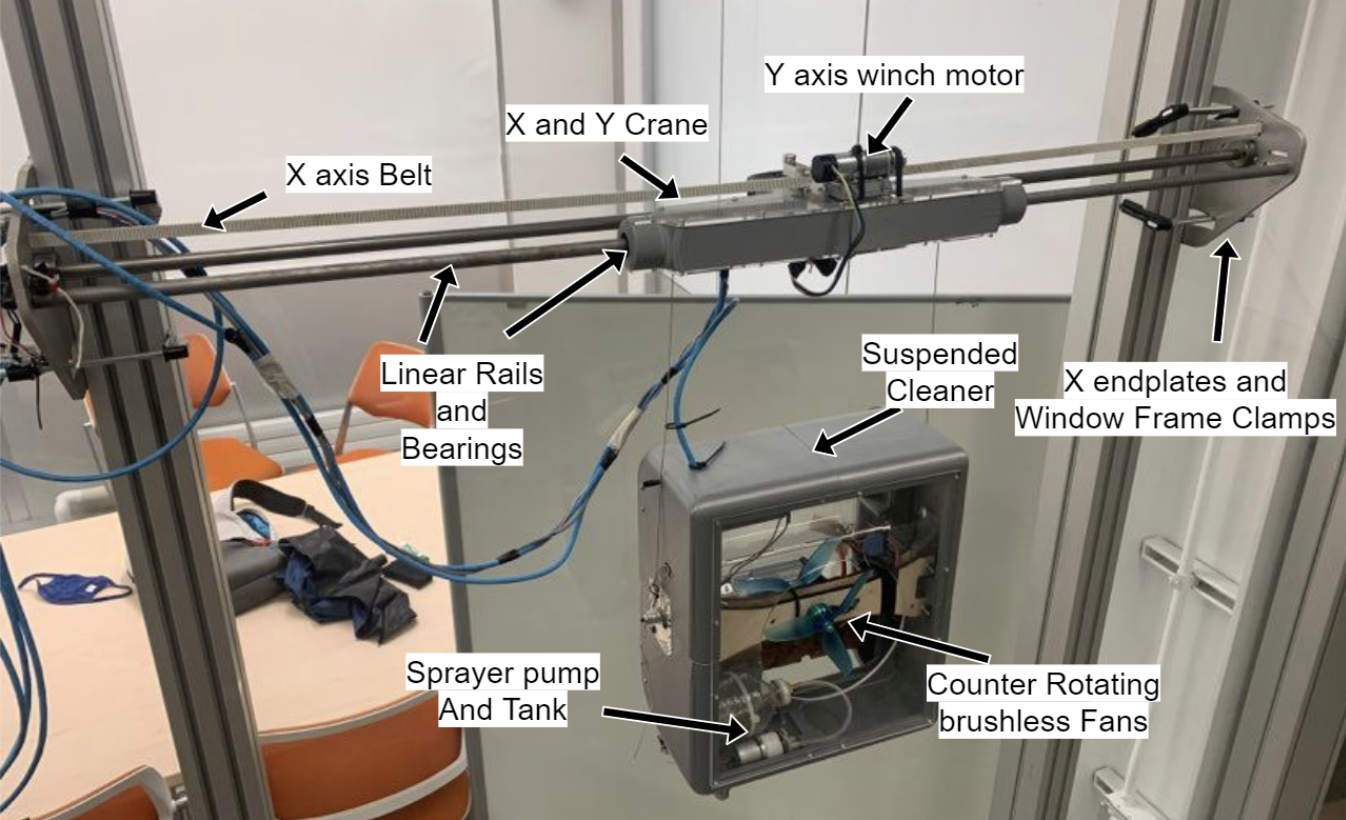 Y axis winch motor
X and Y Crane
X axis Belt
Linear Rails
and
Bearings
Suspended
Cleaner
X endplates and
Window Frame Clamps
Sprayer pump
And Tank
Counter Rotating
brushless Fans